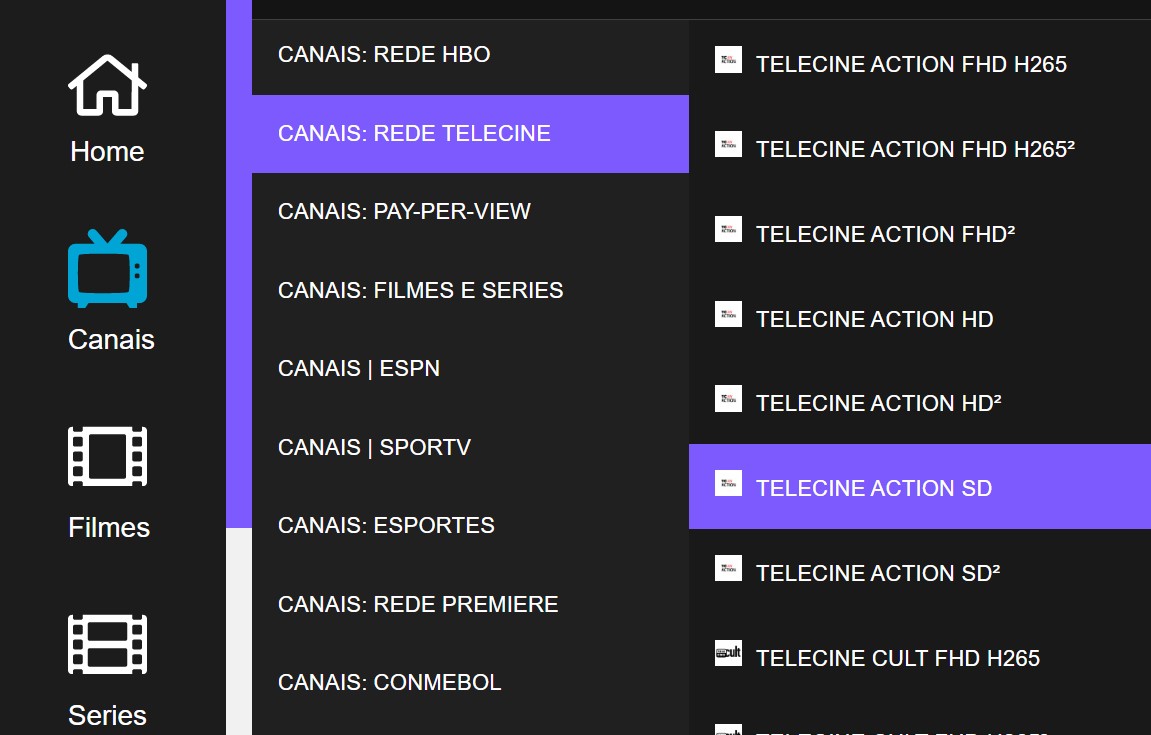 Home
Canais
Filmes
Series
CANAIS: REDE HBO
CANAIS: REDE TELECINE
CANAIS: PAY-PER-VIEW
CANAIS: FILMES E SERIES
CANAIS | ESPN
CANAIS | SPORTV
CANAIS: ESPORTES
CANAIS: REDE PREMIERE
CANAIS: CONMEBOL
TELECINE ACTION FHD H265
TELECINE ACTION FHD H265²
TELECINE ACTION FHD²
TELECINE ACTION HD
TELECINE ACTION HD²
TELECINE ACTION SD
TELECINE ACTION SD²
TELECINE CULT FHD H265